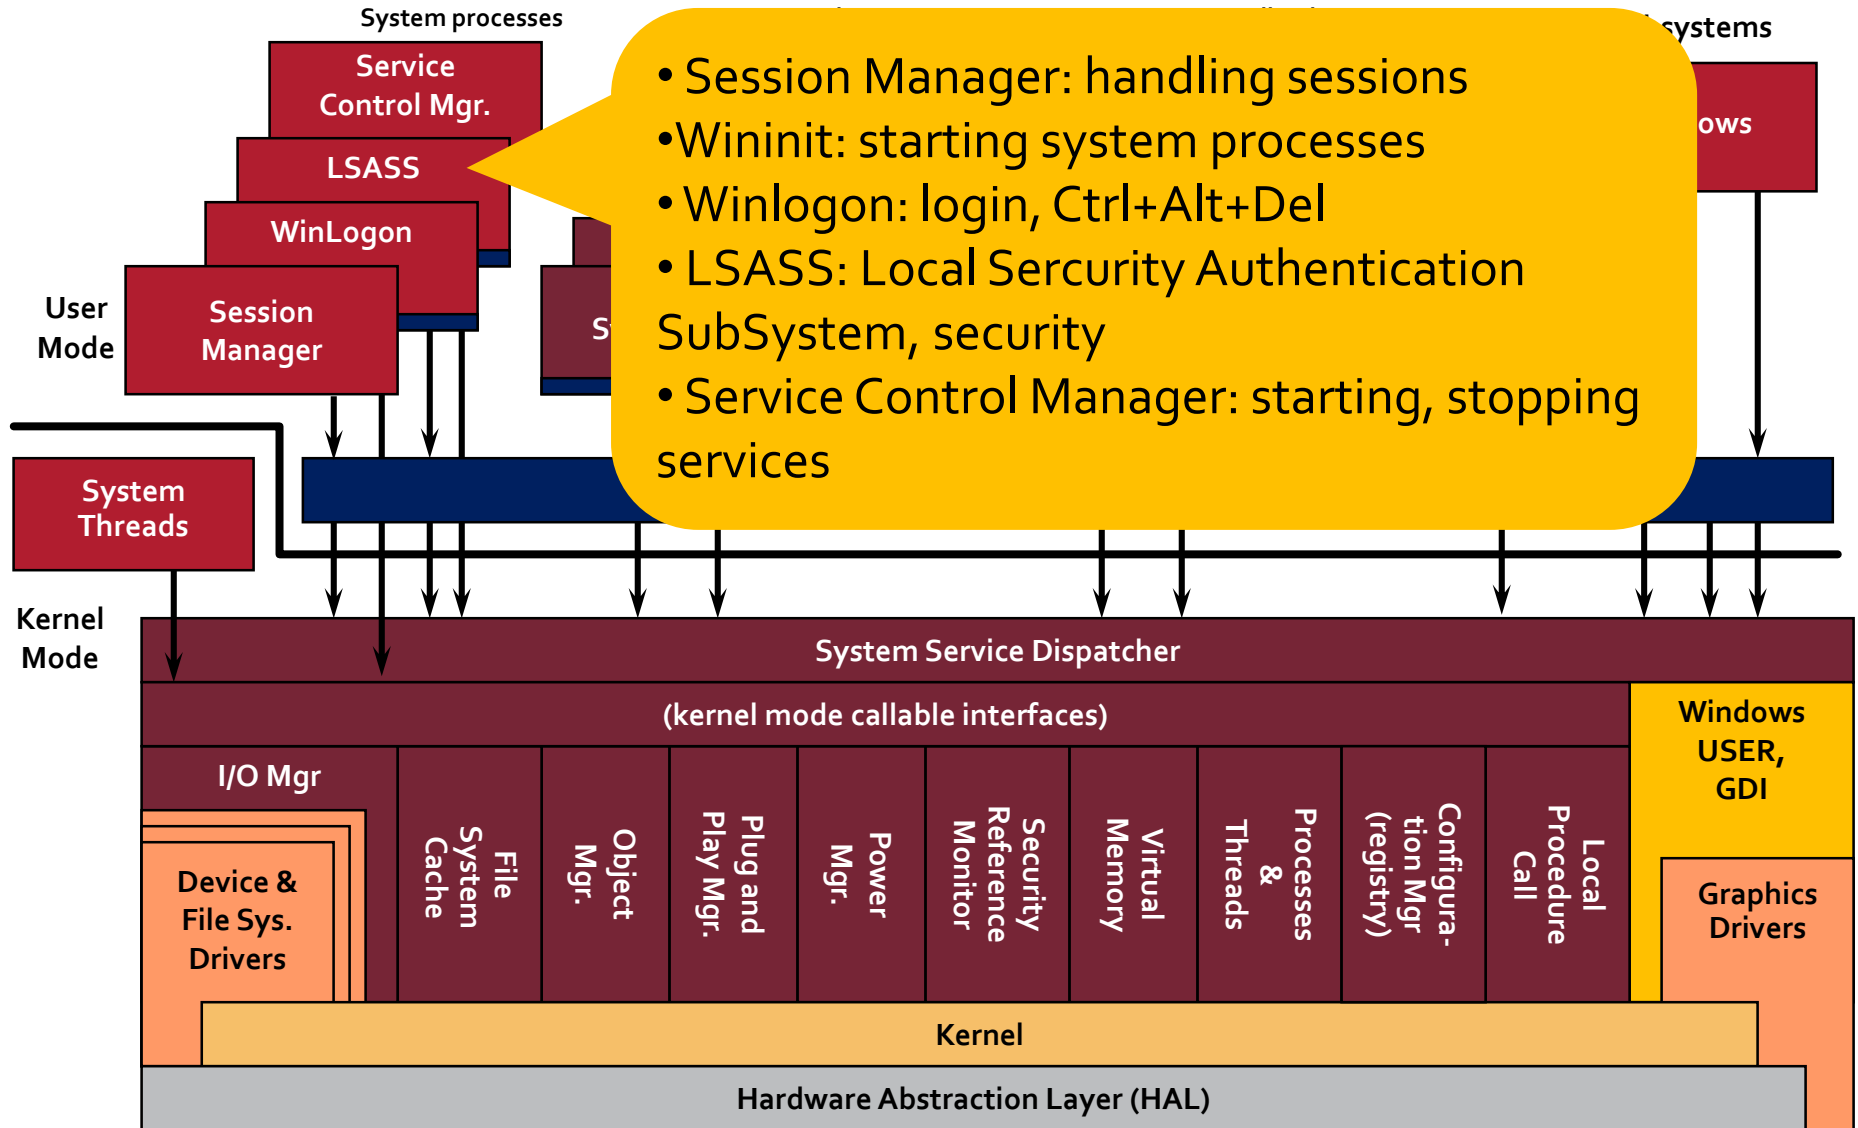 System processes
systems
Service
Control Mgr.
LSASS
WinLogon
Session
Manager
User
Mode
• Session Manager: handling sessions
•Wininit: starting system processes
• Winlogon: login, Ctrl+Alt+Del
• LSASS: Local Sercurity Authentication
SubSystem, security
• Service Control Manager: starting, stopping
services
System
Threads
Kernel
Mode
System Service Dispatcher
(kernel mode callable interfaces)
Windows
USER,
GDI
I/O Mgr
Device &
File Sys.
Drivers
File
System
Cache
Object
Mgr.
Plug and
Play Mgr.
Power
Mgr.
Security
Reference
Monitor
Virtual
Memory
Processes
&
Threads
Configura-
tion Mgr
(registry)
Local
Procedure
Call
Graphics
Drivers
Kernel
Hardware Abstraction Layer (HAL)